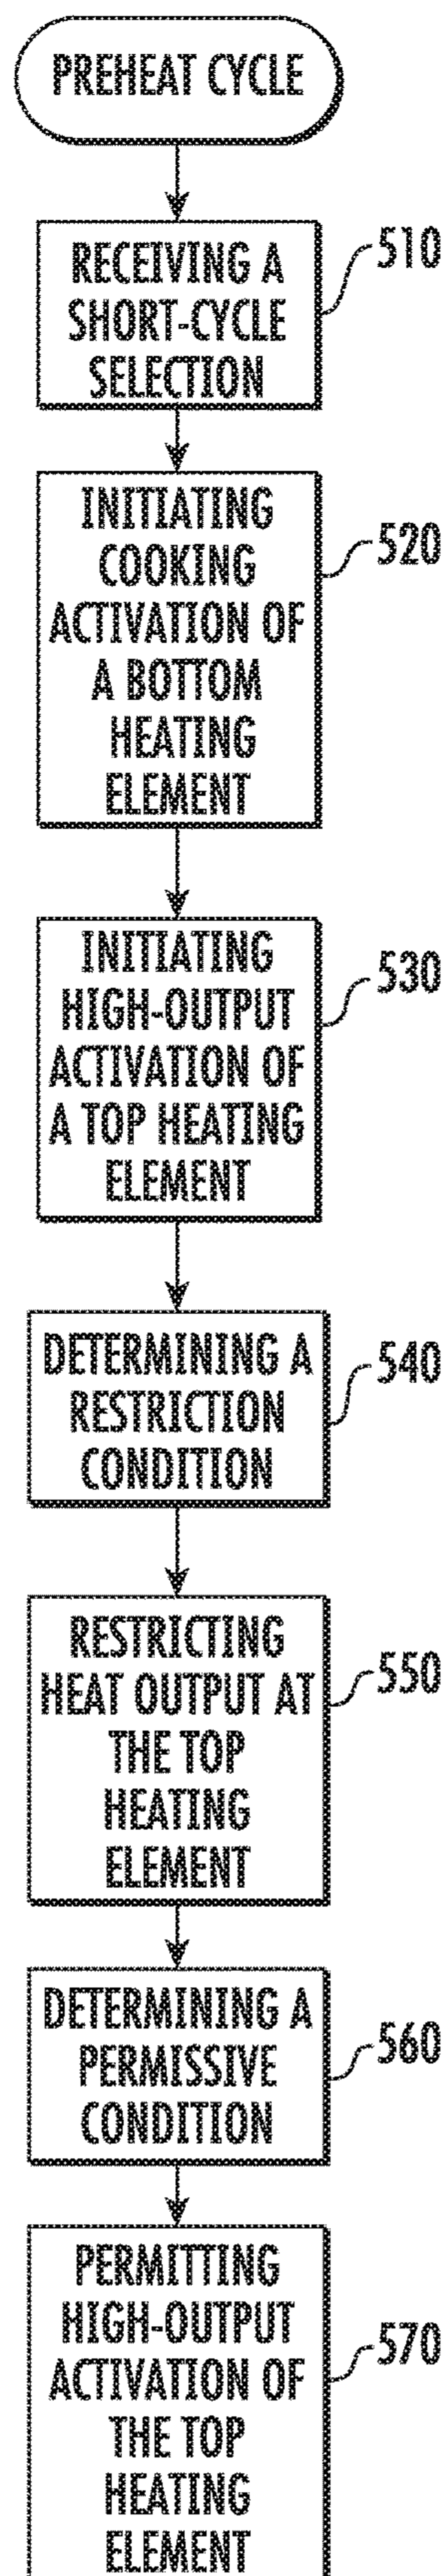 PREHEAT CYCLE
RECEIVING A
SHORT-CYCLE
SELECTION
510
INITIATING
COOKING
ACTIVATION OF
A BOTTOM
HEATING
ELEMENT
520
INITIATING
HIGH-OUTPUT
ACTIVATION OF
A TOP HEATING
ELEMENT
530
DETERMINING A
RESTRICTION
CONDITION
540
RESTRICTING
HEAT OUTPUT AT
THE TOP
HEATING
ELEMENT
550
DETERMINING A
PERMISSIVE
CONDITION
560
PERMITTING
HIGH-OUTPUT
ACTIVATION OF
THE TOP
HEATING
ELEMENT
570